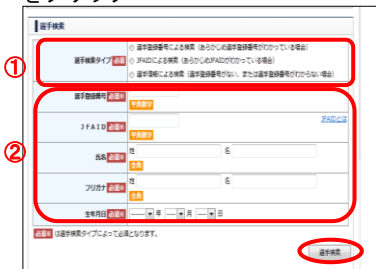 選手検索
①
選手検索タイプ 必須
選手登録番号による検索（あらかじめ選手登録番号がわかっている場合）
JFAIDによる検索（あらかじめJFAIDがわかっている場合）
選手情報による検索（選手登録番号がない、または選手登録番号がわからない場合）
②
選手登録番号 必須※
半角数字
JFAID 必須※
半角数字
JFAIDとは
氏名 必須※ 姓 名
全角
フリガナ 必須※ 姓 名
全角
生年月日 必須※ ------ 年 ---- 月 ---- 日
必須※ は選手検索タイプによって必須となります。
選手検索